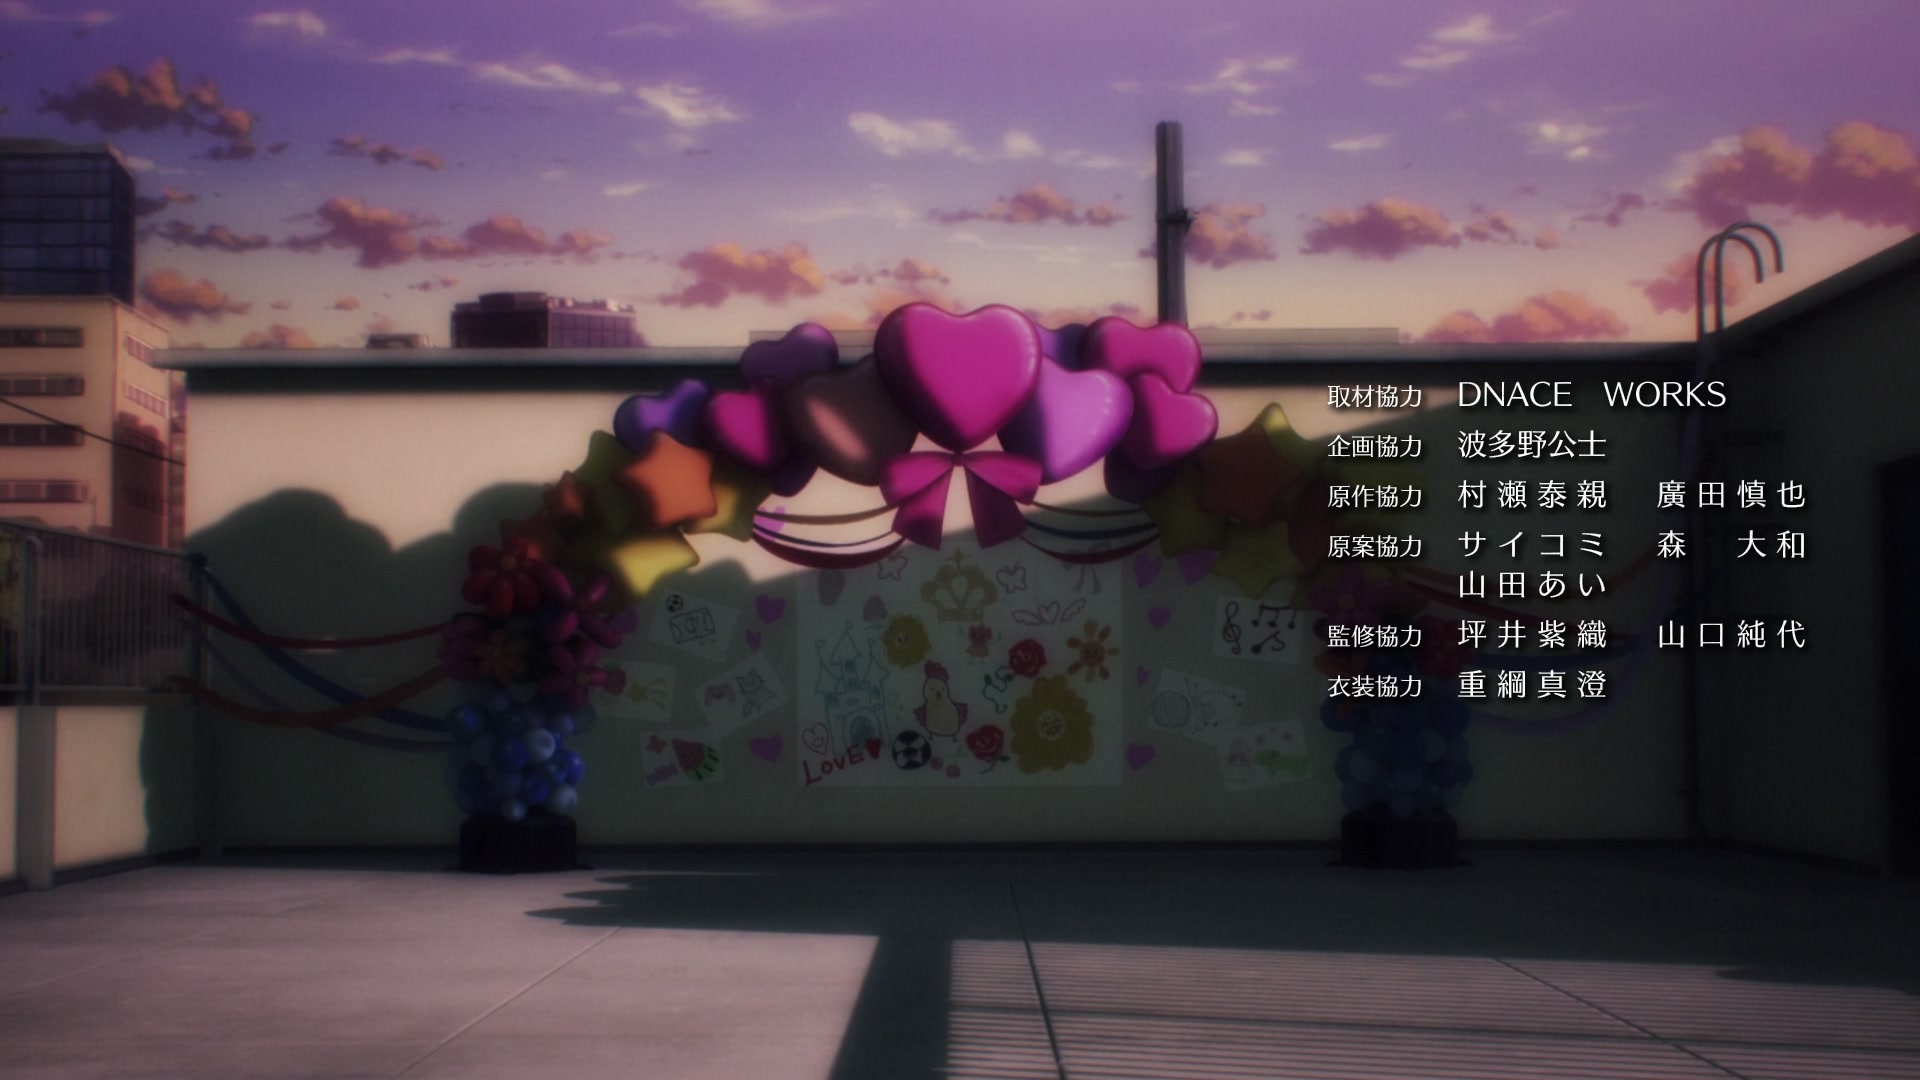 取材協力 DNACE WORKS
企画協力 波多野公士
原作協力 村瀬泰親 廣田慎也
原案協力 サイコミ 森 大和
山田あい
監修協力 坪井紫織 山口純代
衣装協力 重綱真澄
LOVE